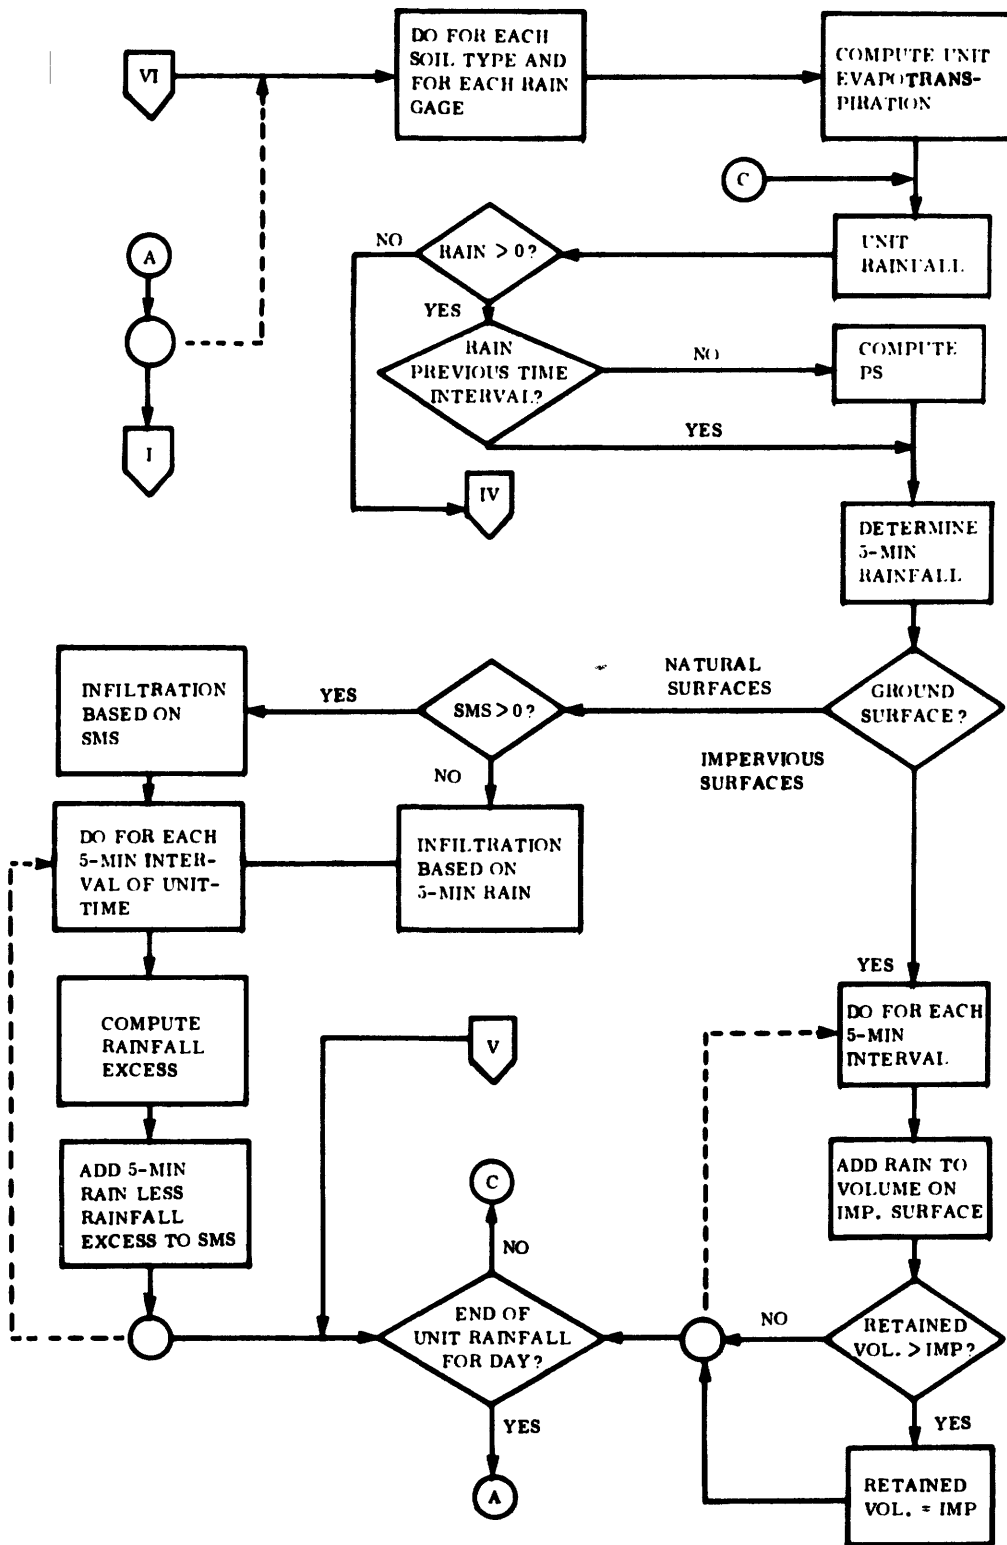 VI
DO FOR EACH
SOIL TYPE AND
FOR EACH RAIN
GAGE
COMPUTE UNIT
EVAPOTRANS-
PIRATION
C
A
NO
RAIN > 0?
UNIT
RAINFALL
YES
RAIN
PREVIOUS TIME
INTERVAL?
NO
COMPUTE
PS
YES
I
IV
DETERMINE
5-MIN
RAINFALL
INFILTRATION
BASED ON
SMS
YES
SMS > 0?
NATURAL
SURFACES
GROUND
SURFACE?
NO
IMPERVIOUS
SURFACES
DO FOR EACH
5-MIN INTER-
VAL OF UNIT-
TIME
INFILTRATION
BASED ON
5-MIN RAIN
YES
COMPUTE
RAINFALL
EXCESS
V
DO FOR EACH
5-MIN
INTERVAL
ADD 5-MIN
RAIN LESS
RAINFALL
EXCESS TO SMS
C
NO
ADD RAIN TO
VOLUME ON
IMP. SURFACE
END OF
UNIT RAINFALL
FOR DAY?
NO
RETAINED
VOL. > IMP?
YES
YES
A
RETAINED
VOL. = IMP